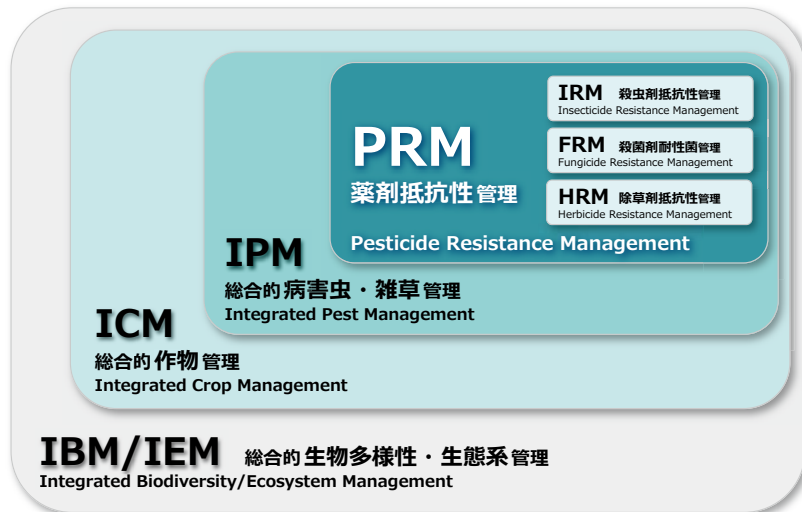 IRM 殺虫剤抵抗性管理
Insecticide Resistance Management
FRM 殺菌剤耐性菌管理
Fungicide Resistance Management
HRM 除草剤抵抗性管理
Herbicide Resistance Management
PRM
薬剤抵抗性管理
Pesticide Resistance Management
IPM
総合的病害虫・雑草管理
Integrated Pest Management
ICM
総合的作物管理
Integrated Crop Management
IBM/IEM 総合的生物多様性・生態系管理
Integrated Biodiversity/Ecosystem Management